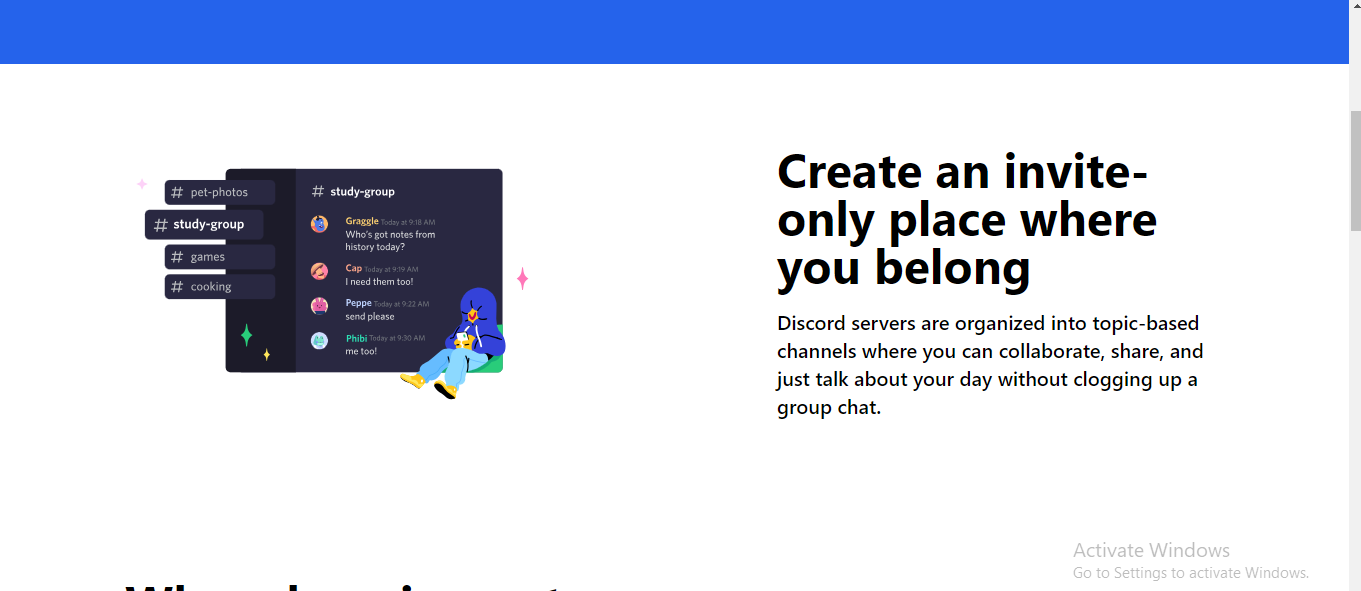 # pet-photos
# study-group
# games
# cooking
# study-group
Graggle Today at 9:18 AM
Who's got notes from
history today?
Cap Today at 9:19 AM
I need them too!
Peppe Today at 9:22 AM
send please
Phibi Today at 9:30 AM
me too!
Create an invite-
only place where
you belong
Discord servers are organized into topic-based
channels where you can collaborate, share, and
just talk about your day without clogging up a
group chat.
Activate Windows
Go to Settings to activate Windows.